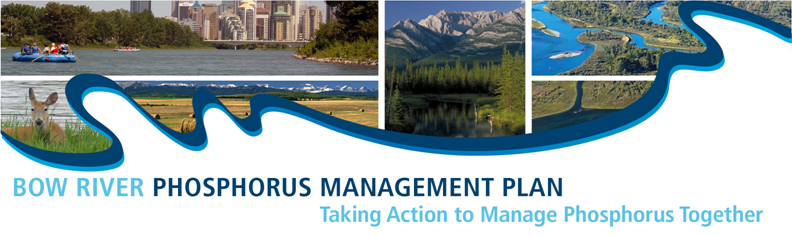 BOW RIVER PHOSPHORUS MANAGEMENT PLAN
Taking Action to Manage Phosphorus Together